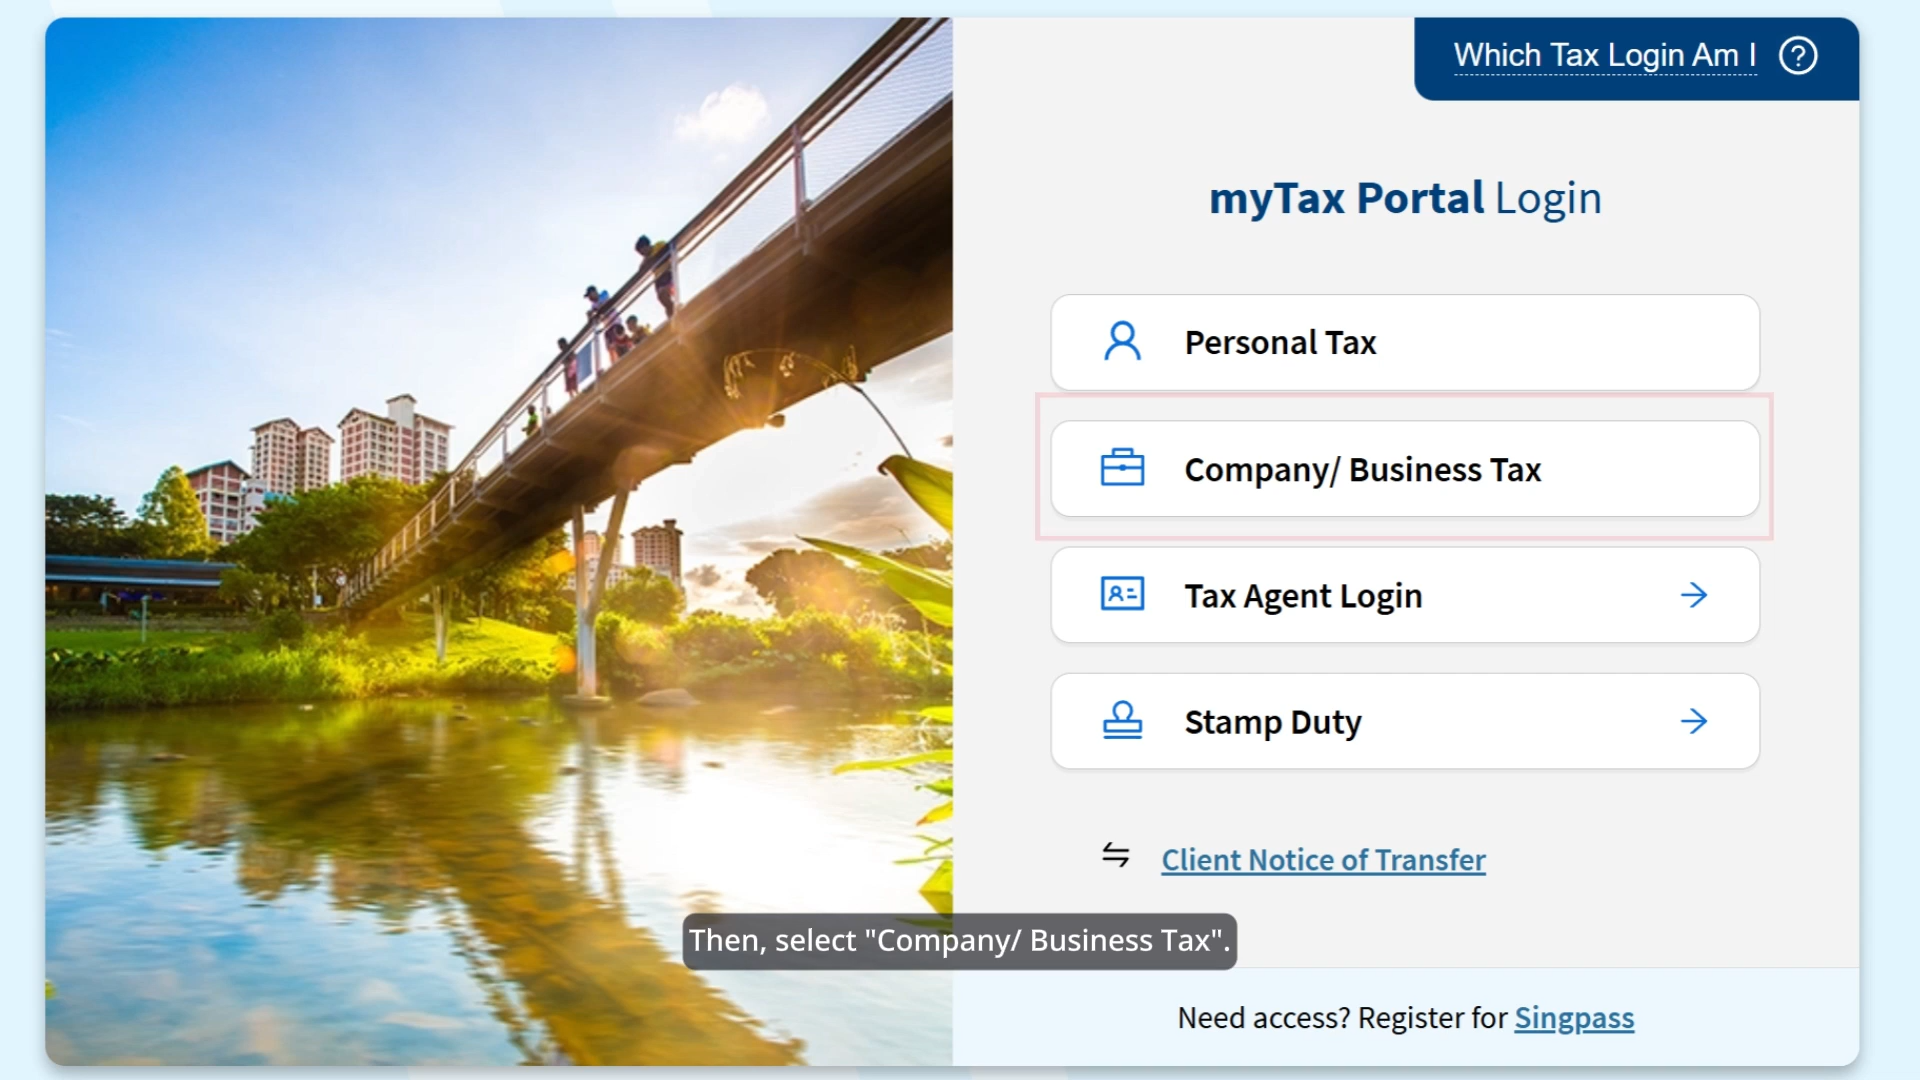 Which Tax Login Am I
myTax Portal Login
Personal Tax
Company/ Business Tax
Tax Agent Login
Stamp Duty
Client Notice of Transfer
Then, select "Company/ Business Tax".
Need access? Register for Singpass